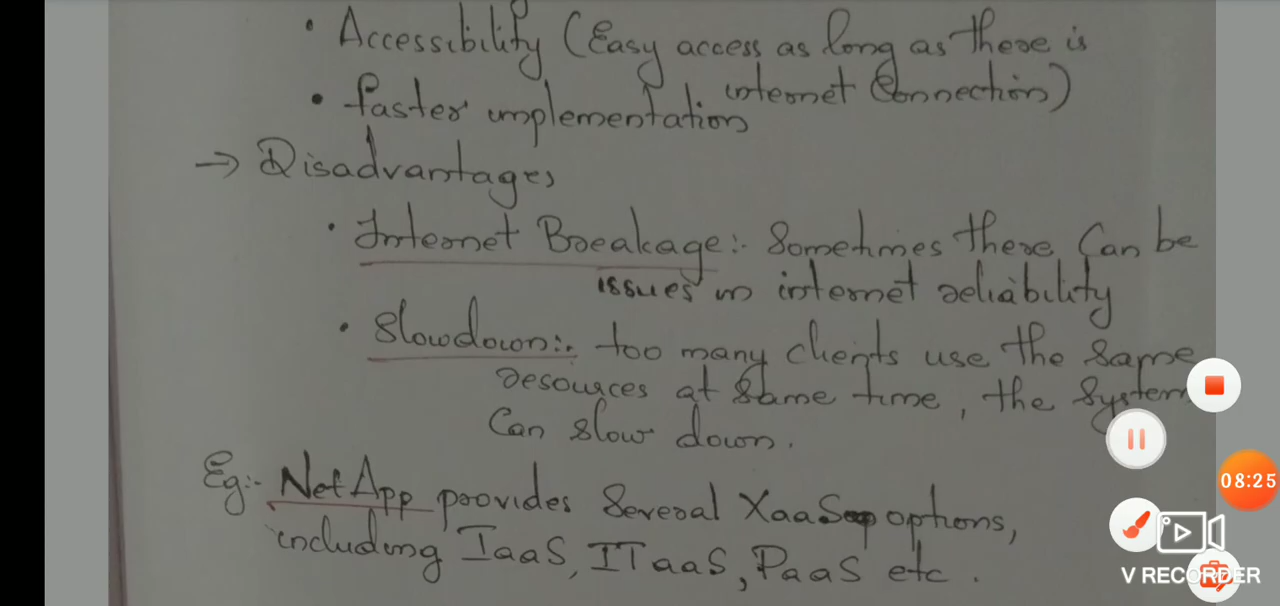 • Accessibility (Easy access as long as there is
internet Connection)
• faster implementation
→ Disadvantages
• Internet Breakage:- Sometimes there Can be
issues in internet reliability
• Slowdown:- too many clients use the same
resources at same time, the System
Can slow down.
Eg:- NetApp provides Several XaaS options,
including IaaS, ITaaS, PaaS etc.
08:25
V RECORDER